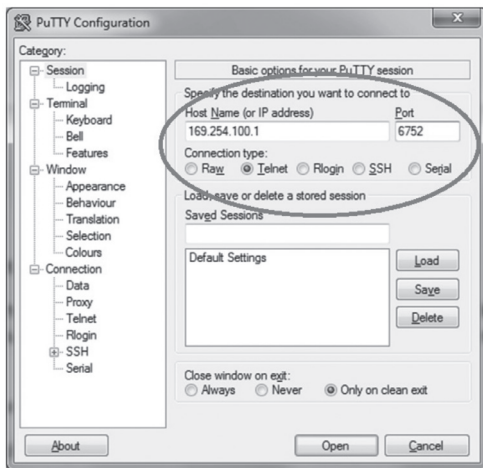 PuTTY Configuration
Category:
Session
Logging
Terminal
Keyboard
Bell
Features
Window
Appearance
Behaviour
Translation
Selection
Colours
Connection
Data
Proxy
Telnet
Rlogin
SSH
Serial
Basic options for your PuTTY session
Specify the destination you want to connect to
Host Name (or IP address) Port
169.254.100.1 6752
Connection type:
Raw Telnet Rlogin SSH Serial
Load, save or delete a stored session
Saved Sessions
Default Settings
Load
Save
Delete
Close window on exit:
Always Never Only on clean exit
About Open Cancel